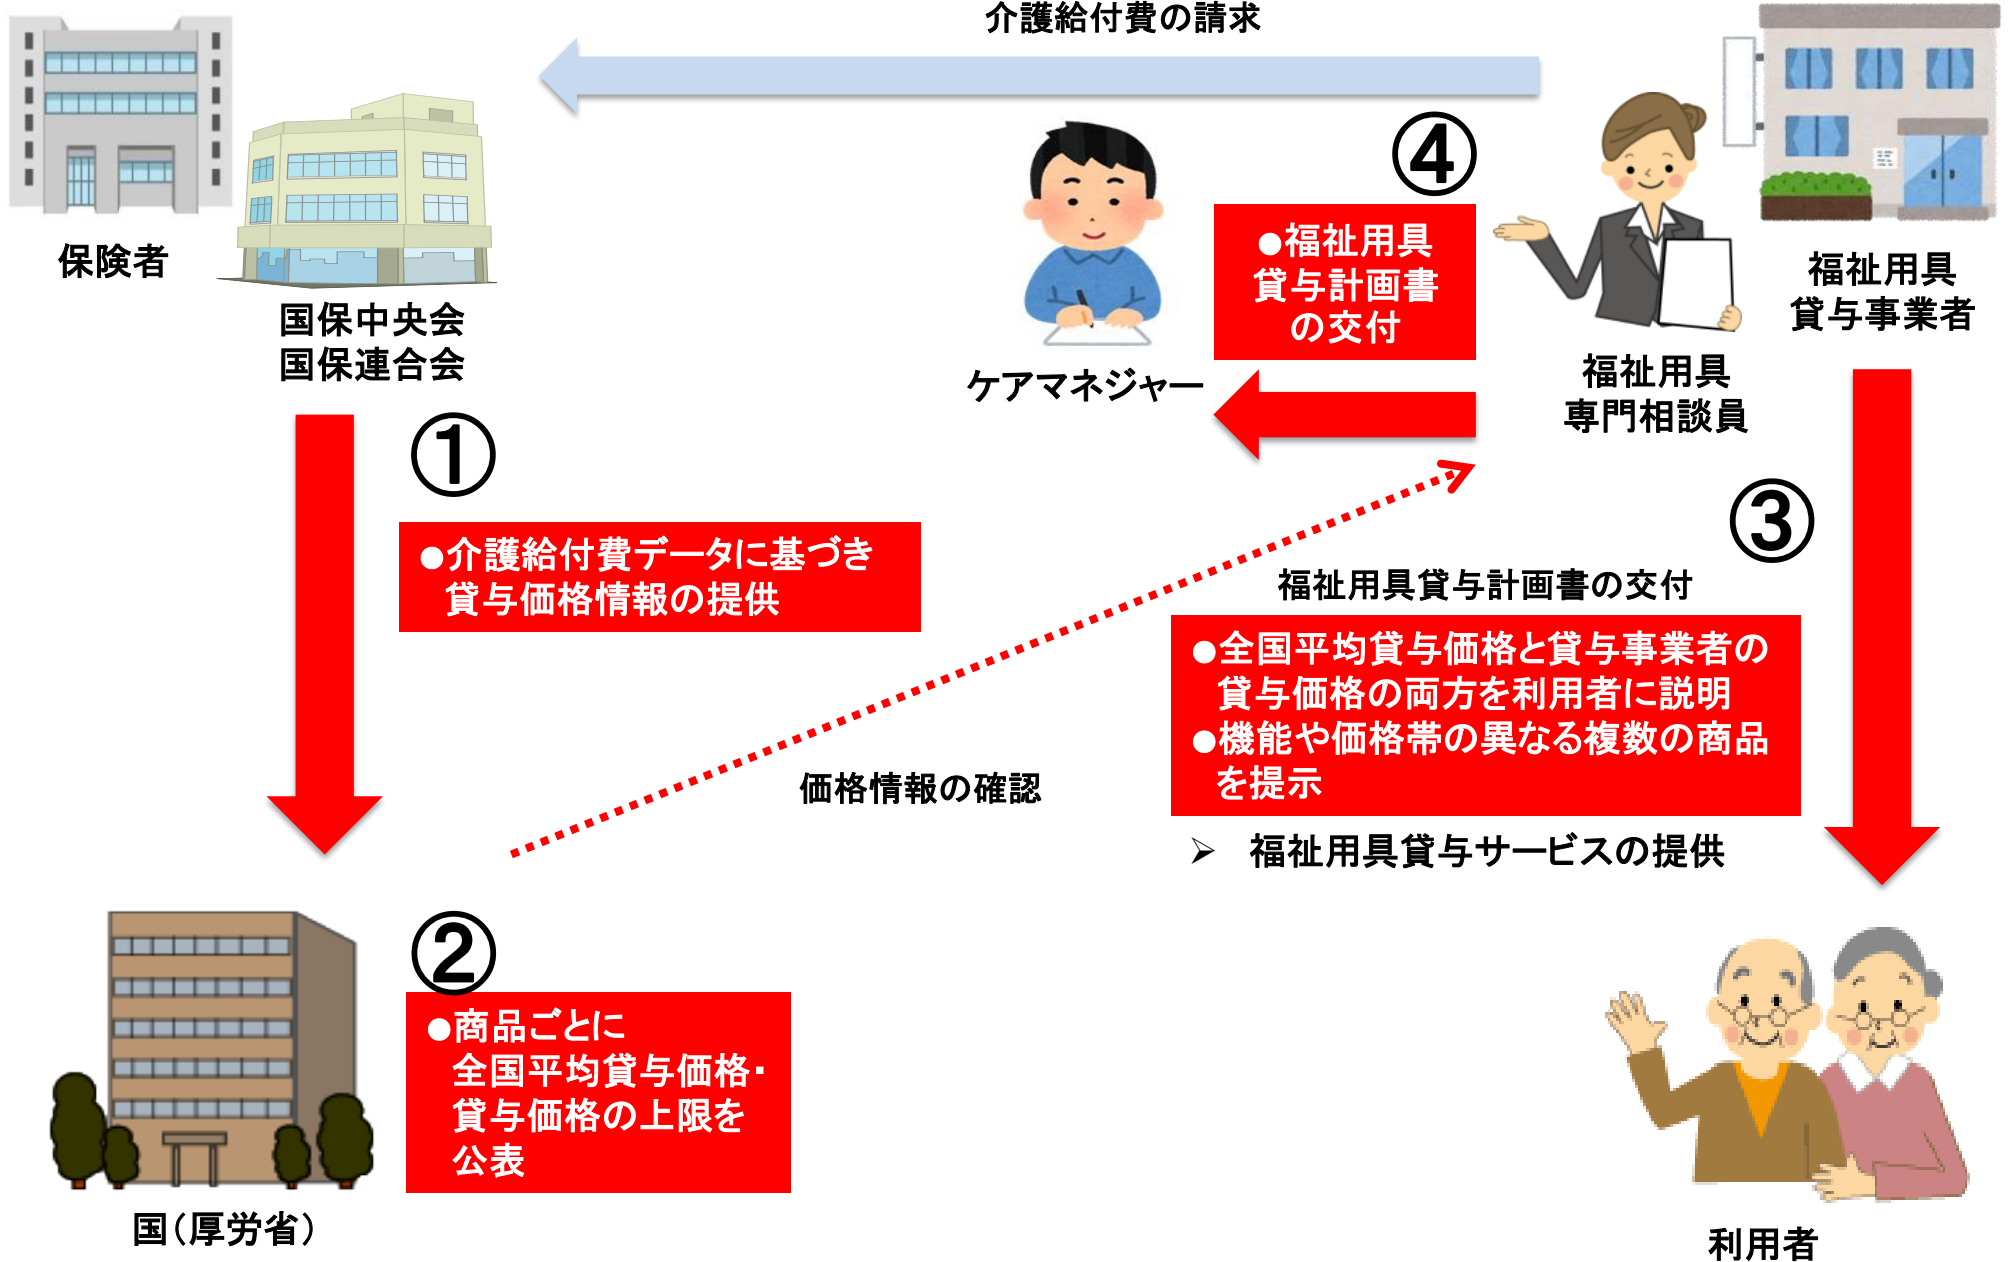 介護給付費の請求
保険者
国保中央会
国保連合会
ケアマネジャー
④
●福祉用具
貸与計画書
の交付
福祉用具
専門相談員
福祉用具
貸与事業者
①
●介護給付費データに基づき
貸与価格情報の提供
③
福祉用具貸与計画書の交付
●全国平均貸与価格と貸与事業者の
貸与価格の両方を利用者に説明
●機能や価格帯の異なる複数の商品
を提示
➢ 福祉用具貸与サービスの提供
価格情報の確認
②
●商品ごとに
全国平均貸与価格・
貸与価格の上限を
公表
国（厚労省）
利用者